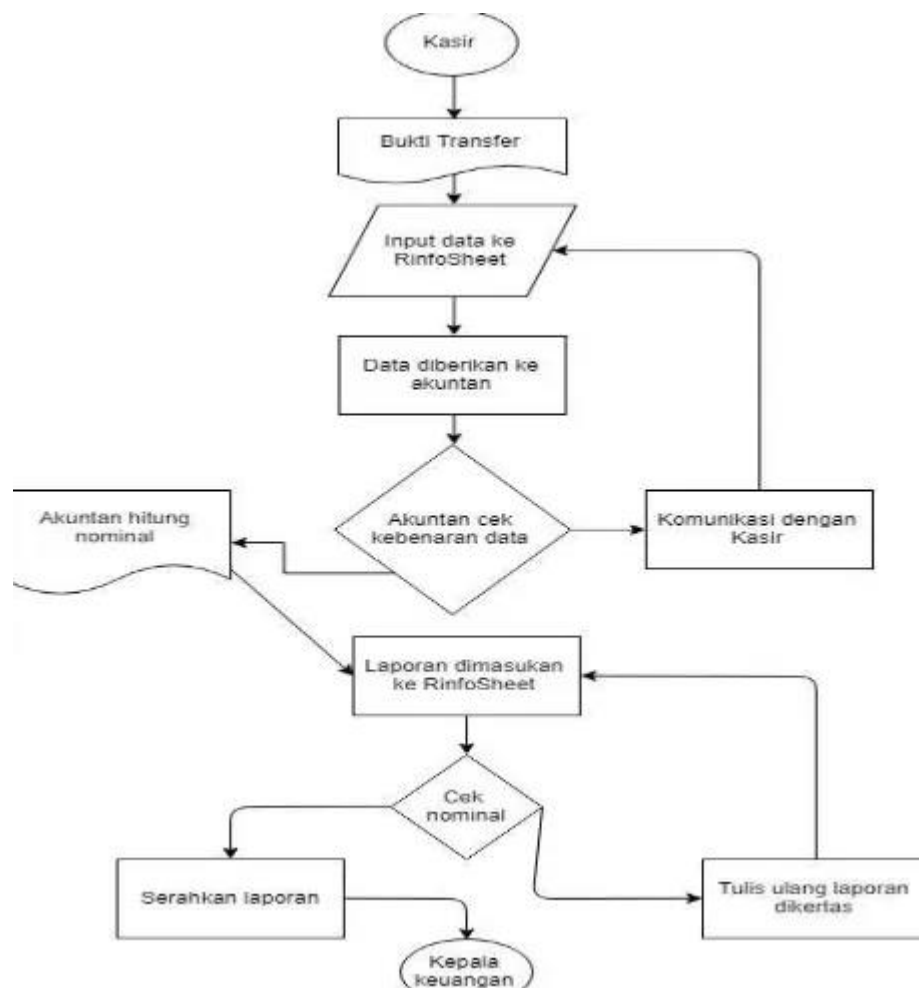 Kasir
Bukti Transfer
Input data ke
RinfoSheet
Data diberikan ke
akuntan
Akuntan cek
kebenaran data
Komunikasi dengan
Kasir
Akuntan hitung
nominal
Laporan dimasukan
ke RinfoSheet
Cek
nominal
Serahkan laporan
Tulis ulang laporan
dikertas
Kepala
keuangan